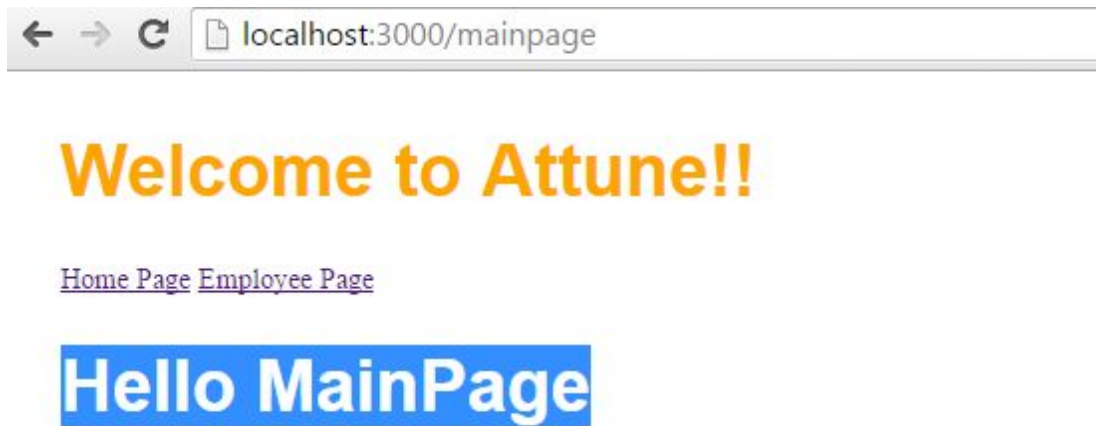 localhost:3000/mainpage
Welcome to Attune!!
Home Page Employee Page
Hello MainPage